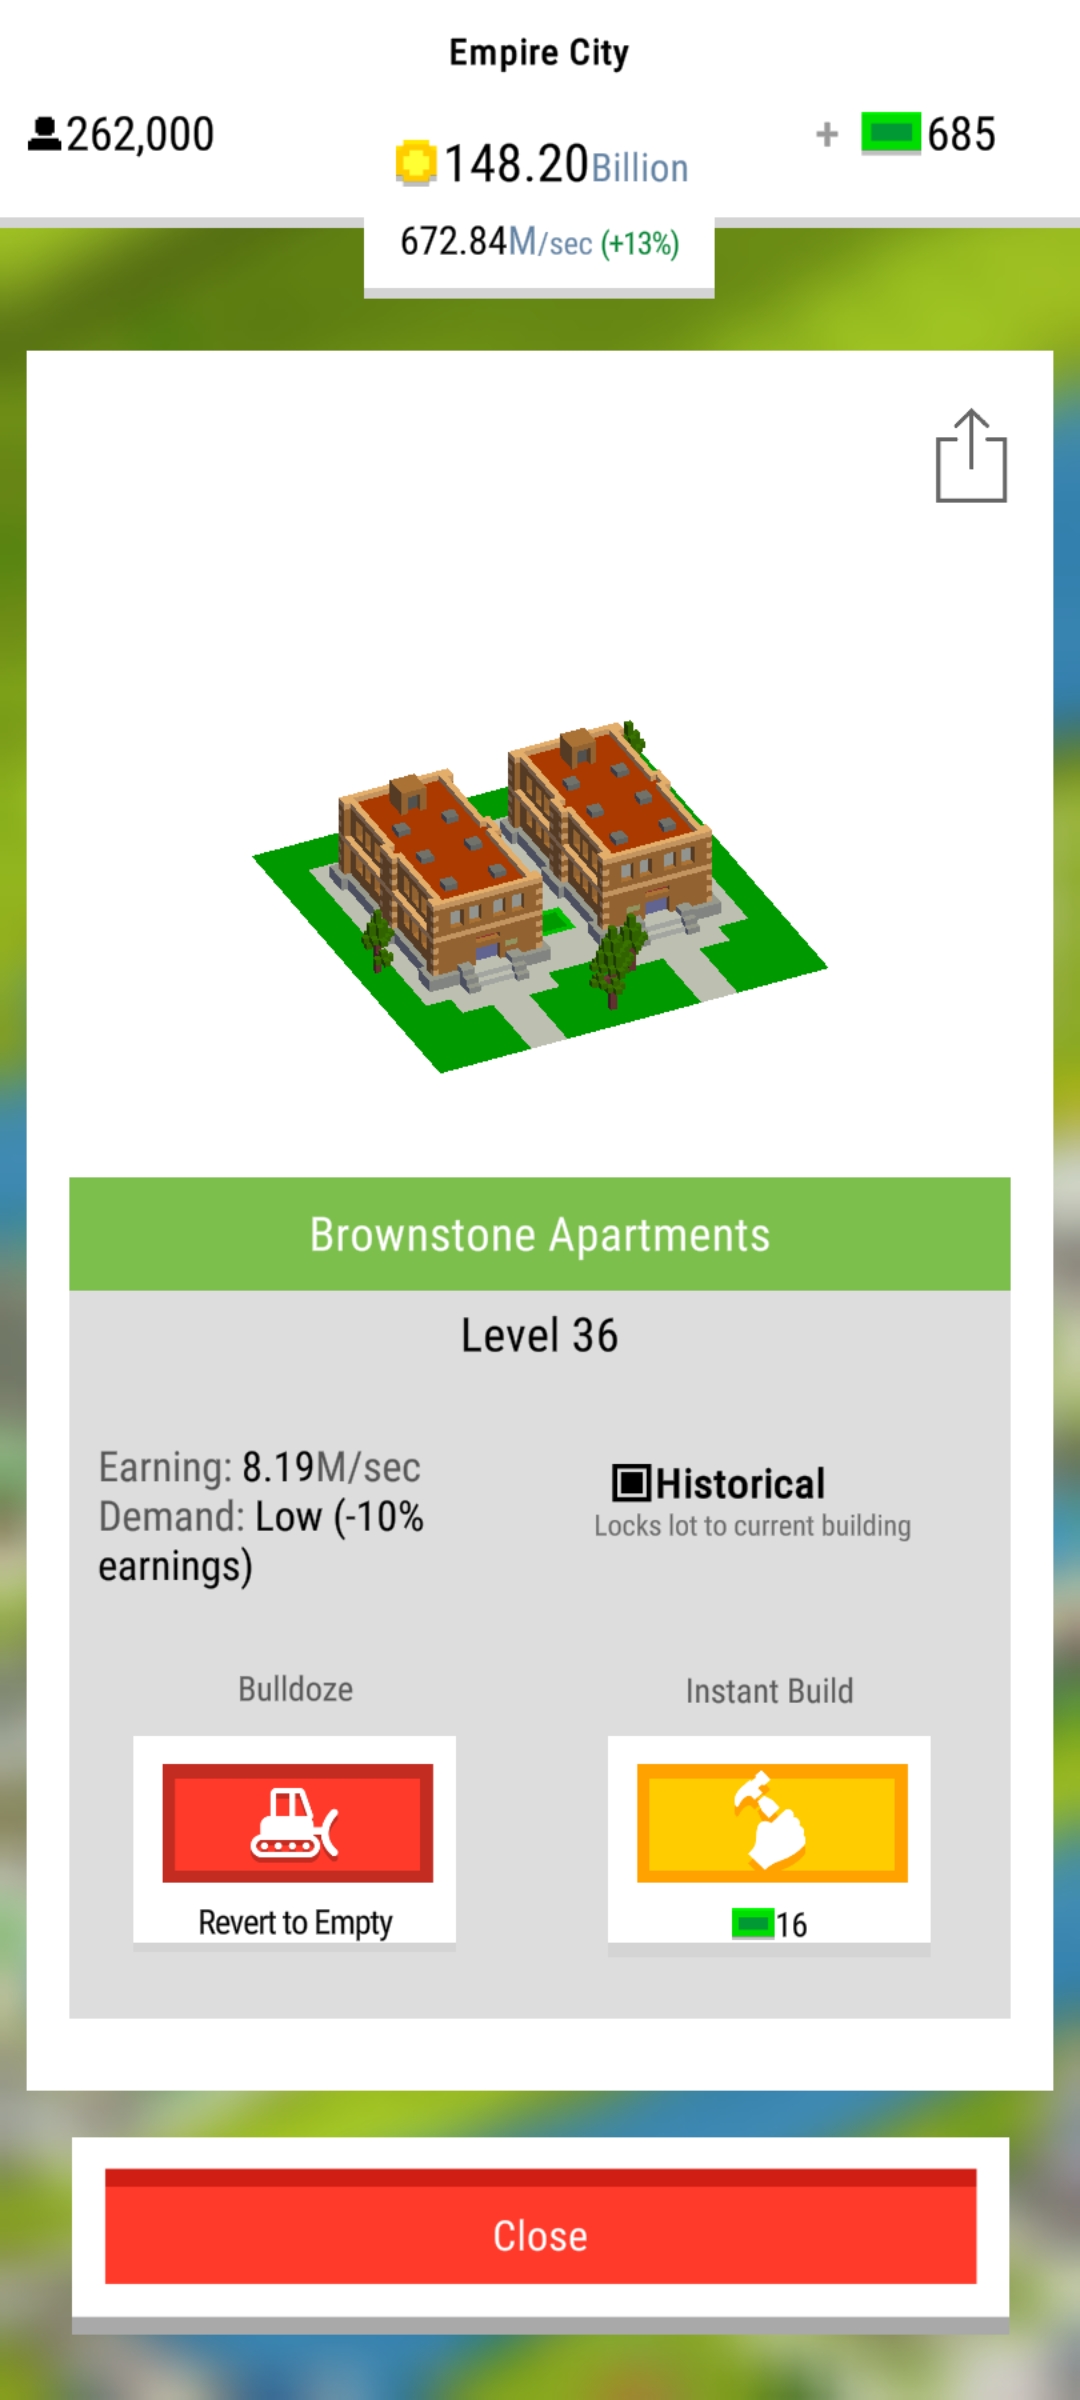 Empire City
262,000
148.20Billion
+ 685
672.84M/sec (+13%)
Brownstone Apartments
Level 36
Earning: 8.19M/sec
Demand: Low (-10%
earnings)
Historical
Locks lot to current building
Bulldoze
Instant Build
Revert to Empty
16
Close